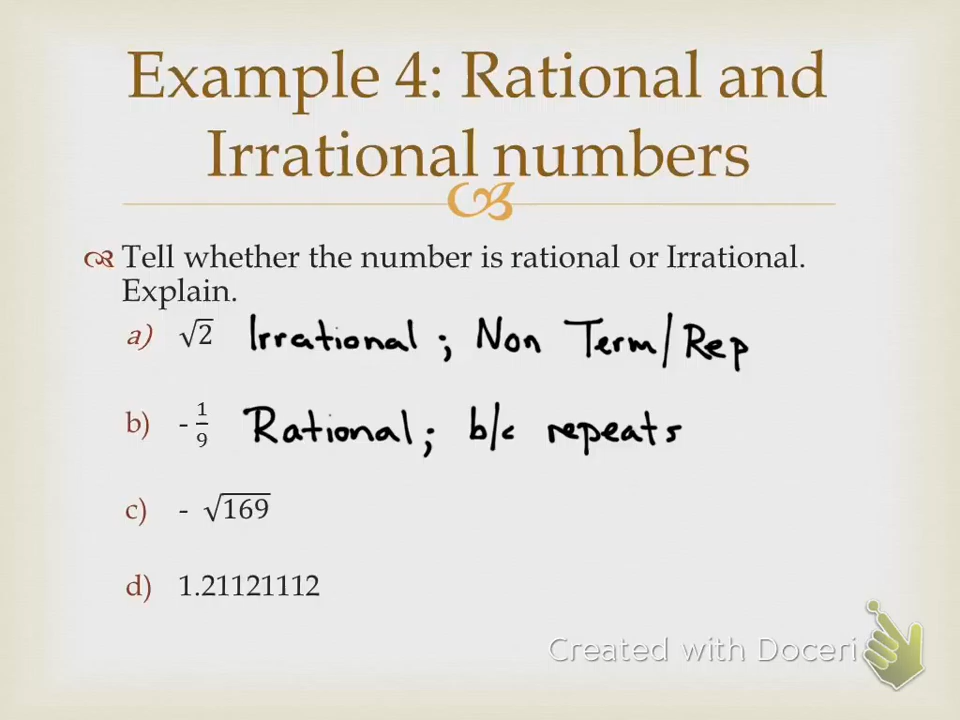 Example 4: Rational and
Irrational numbers
Tell whether the number is rational or Irrational.
Explain.
a) √2 Irrational ; Non Term/Rep
b) - 1/9 Rational; b/c repeats
c) - √169
d) 1.21121112
Created with Doceri